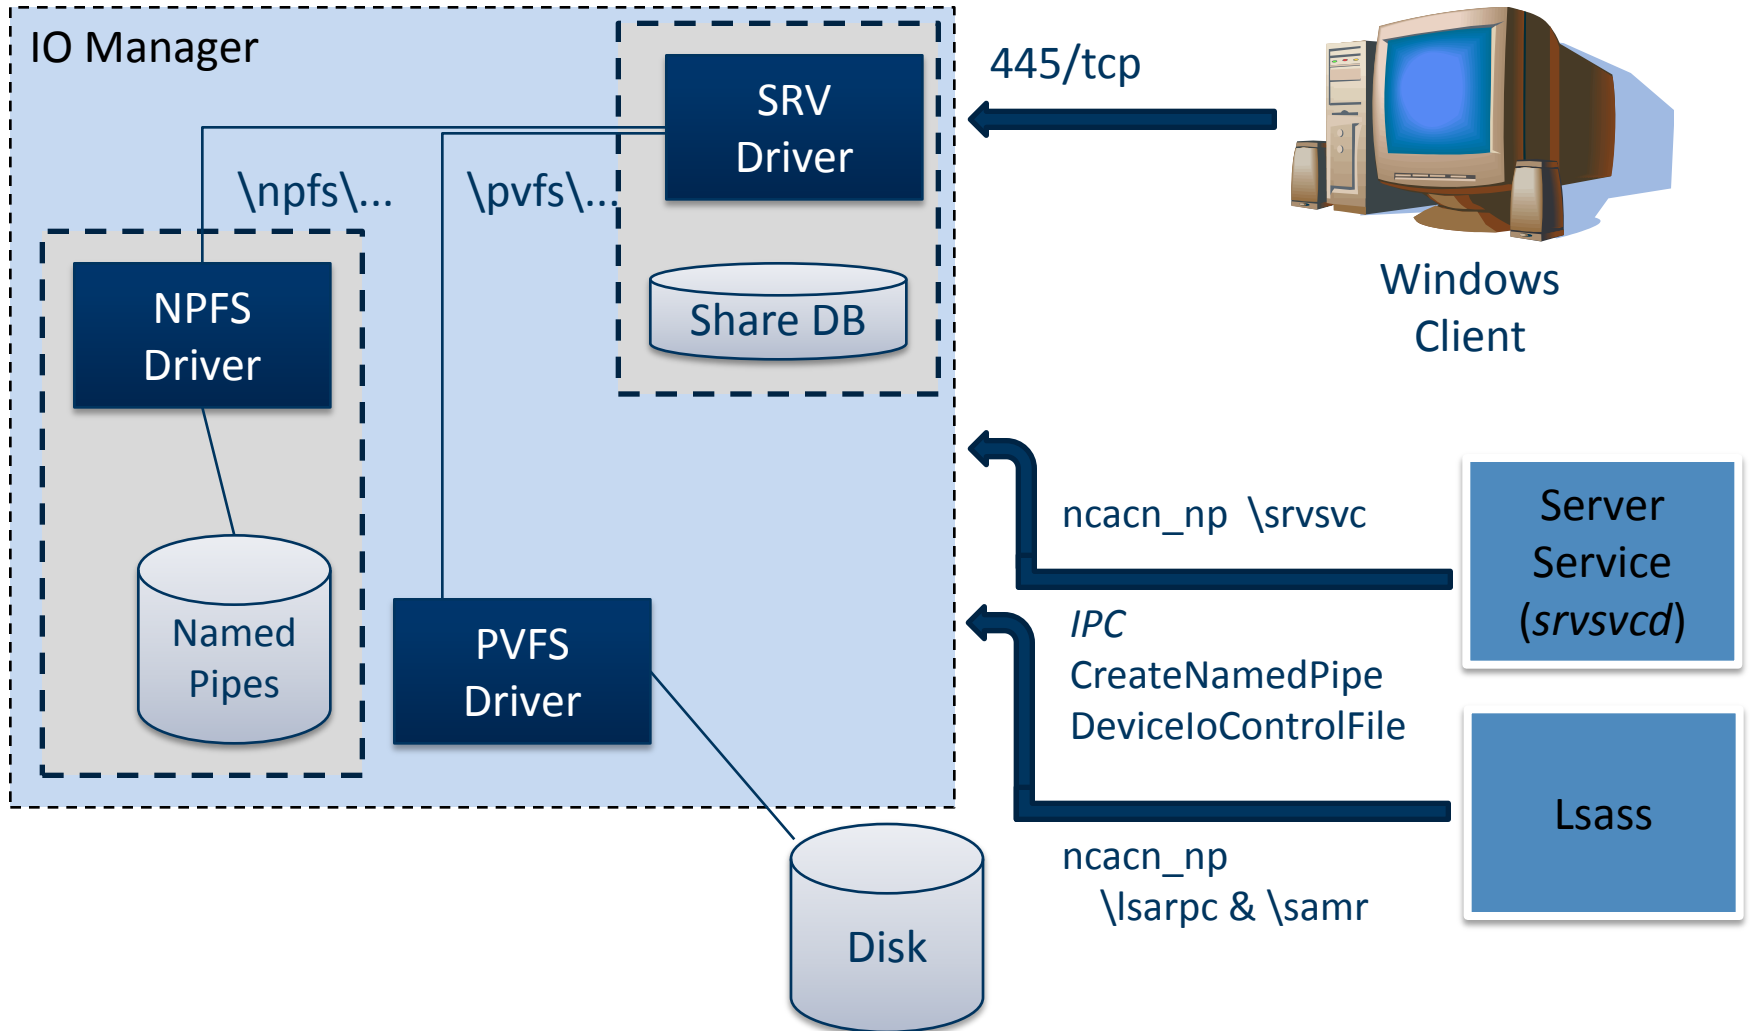 IO Manager
SRV
Driver
445/tcp
\npfs\...
\pvfs\...
NPFS
Driver
Share DB
Windows
Client
Named
Pipes
PVFS
Driver
Disk
ncacn_np \srvsvc
Server
Service
(srvsvcd)
IPC
CreateNamedPipe
DeviceIoControlFile
Lsass
ncacn_np
\lsarpc & \samr